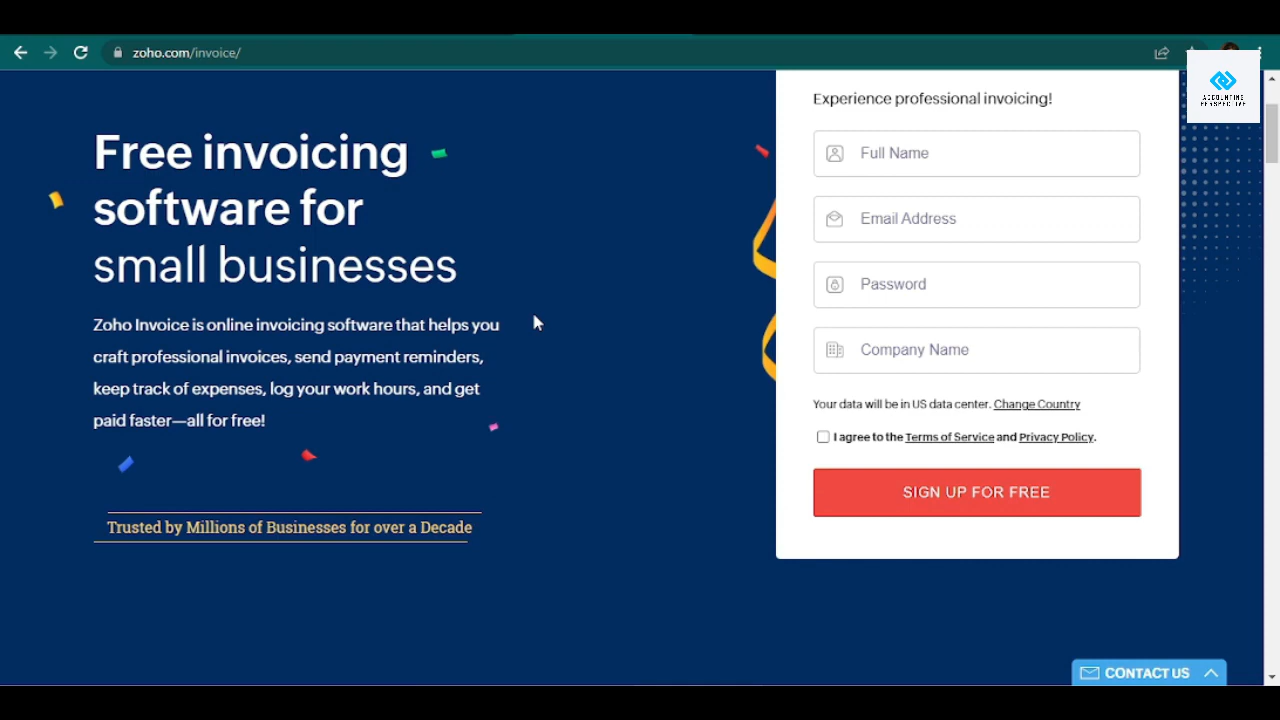 zoho.com/invoice/
ACCOUNTING
PERSPECTIVE
Free invoicing
software for
small businesses
Zoho Invoice is online invoicing software that helps you
craft professional invoices, send payment reminders,
keep track of expenses, log your work hours, and get
paid faster—all for free!
Trusted by Millions of Businesses for over a Decade
Experience professional invoicing!
Full Name
Email Address
Password
Company Name
Your data will be in US data center. Change Country
I agree to the Terms of Service and Privacy Policy.
SIGN UP FOR FREE
CONTACT US